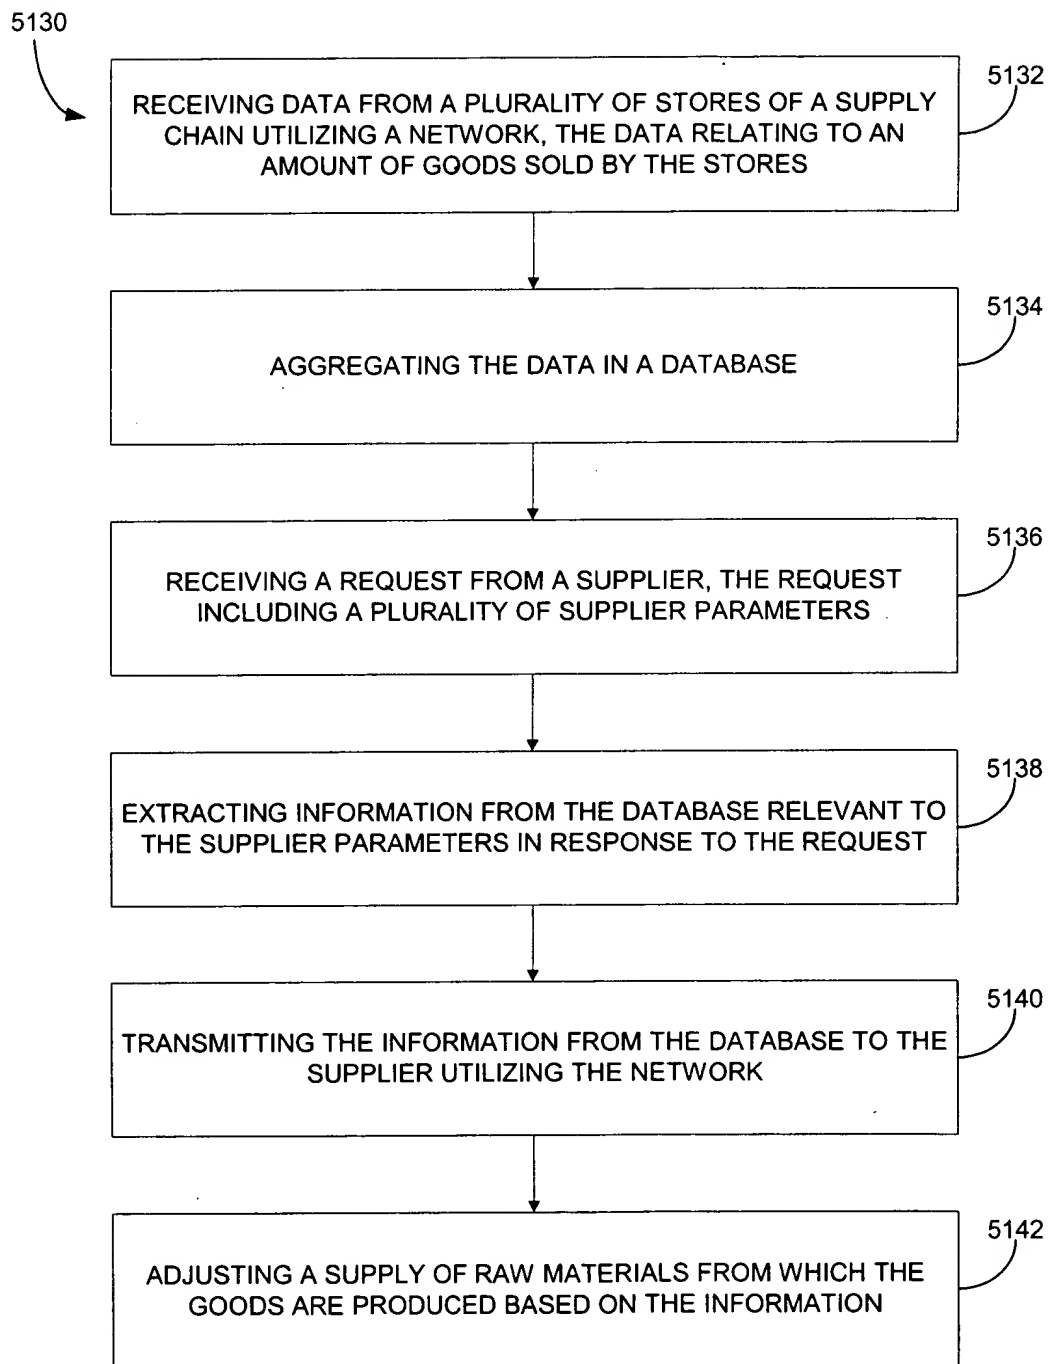 5130
5132
RECEIVING DATA FROM A PLURALITY OF STORES OF A SUPPLY
CHAIN UTILIZING A NETWORK, THE DATA RELATING TO AN
AMOUNT OF GOODS SOLD BY THE STORES
5134
AGGREGATING THE DATA IN A DATABASE
5136
RECEIVING A REQUEST FROM A SUPPLIER, THE REQUEST
INCLUDING A PLURALITY OF SUPPLIER PARAMETERS
5138
EXTRACTING INFORMATION FROM THE DATABASE RELEVANT TO
THE SUPPLIER PARAMETERS IN RESPONSE TO THE REQUEST
5140
TRANSMITTING THE INFORMATION FROM THE DATABASE TO THE
SUPPLIER UTILIZING THE NETWORK
5142
ADJUSTING A SUPPLY OF RAW MATERIALS FROM WHICH THE
GOODS ARE PRODUCED BASED ON THE INFORMATION